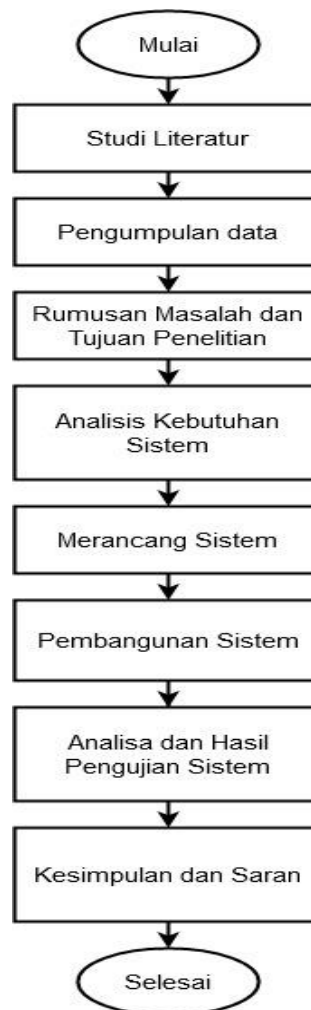 Mulai
Studi Literatur
Pengumpulan data
Rumusan Masalah dan
Tujuan Penelitian
Analisis Kebutuhan
Sistem
Merancang Sistem
Pembangunan Sistem
Analisa dan Hasil
Pengujian Sistem
Kesimpulan dan Saran
Selesai